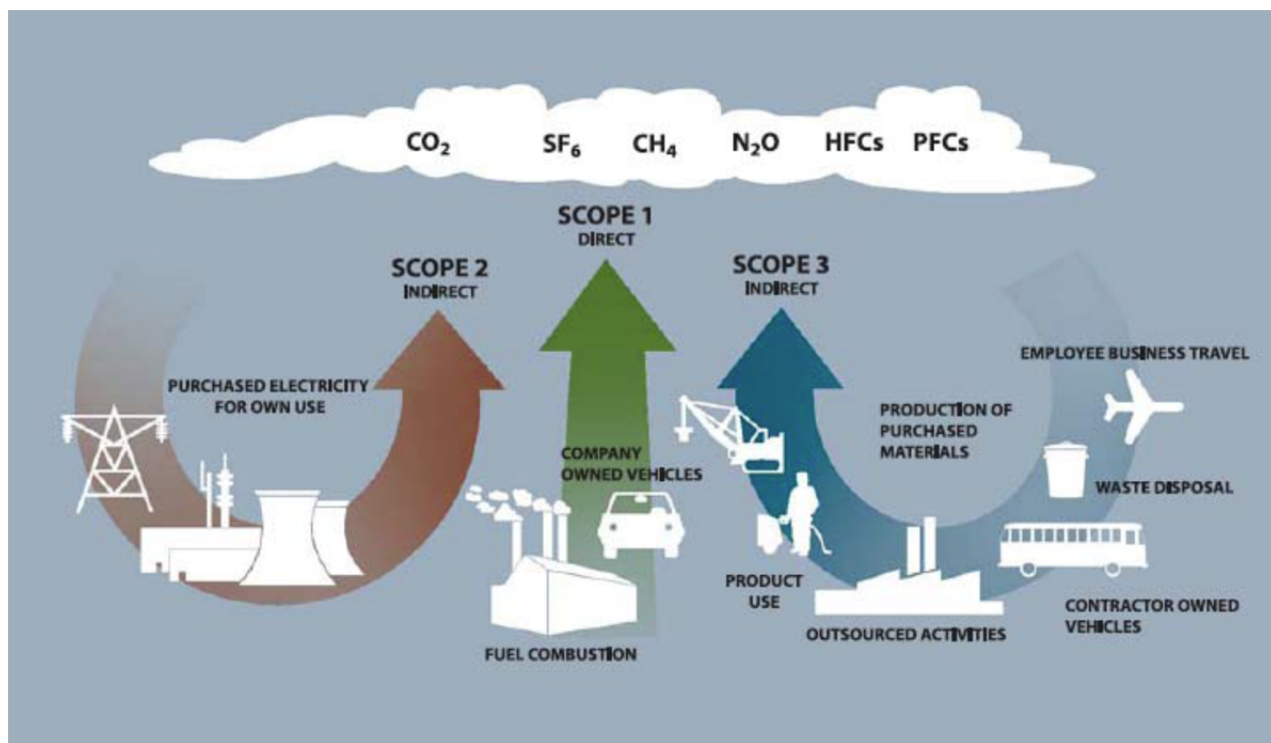 CO₂ SF₆ CH₄ N₂O HFCs PFCs
SCOPE 1
DIRECT
SCOPE 2
INDIRECT
SCOPE 3
INDIRECT
PURCHASED ELECTRICITY
FOR OWN USE
COMPANY
OWNED VEHICLES
FUEL COMBUSTION
EMPLOYEE BUSINESS TRAVEL
PRODUCTION OF
PURCHASED
MATERIALS
WASTE DISPOSAL
PRODUCT
USE
OUTSOURCED ACTIVITIES
CONTRACTOR OWNED
VEHICLES